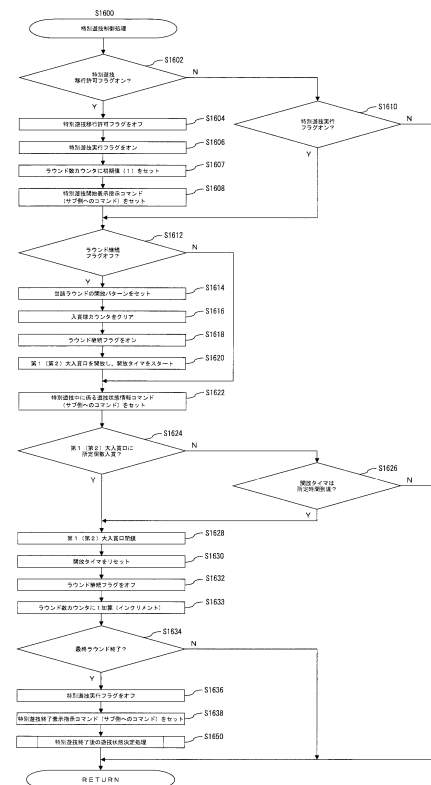 S1600
特別遊技制御処理
S1602
特別遊技
移行許可フラグオン?
N
Y
S1604
特別遊技移行許可フラグをオフ
S1606
特別遊技実行フラグをオン
S1607
ラウンド数カウンタに初期値(1)をセット
S1608
特別遊技開始表示指示コマンド
(サブ側へのコマンド)をセット
S1610
特別遊技実行
フラグオン?
N
Y
S1612
ラウンド継続
フラグオフ?
N
Y
S1614
当該ラウンドの開放パターンをセット
S1616
入賞球カウンタをクリア
S1618
ラウンド継続フラグをオン
S1620
第1(第2)大入賞口を開放し、開放タイマをスタート
S1622
特別遊技中に係る遊技状態情報コマンド
(サブ側へのコマンド)をセット
S1624
第1(第2)大入賞口に
所定個数入賞?
N
Y
S1626
開放タイマは
所定時間到達?
N
Y
S1628
第1(第2)大入賞口閉鎖
S1630
開放タイマをリセット
S1632
ラウンド継続フラグをオフ
S1633
ラウンド数カウンタに1加算(インクリメント)
S1634
最終ラウンド終了?
N
Y
S1636
特別遊技実行フラグをオフ
S1638
特別遊技終了表示指示コマンド(サブ側へのコマンド)をセット
S1650
特別遊技終了後の遊技状態決定処理
RETURN